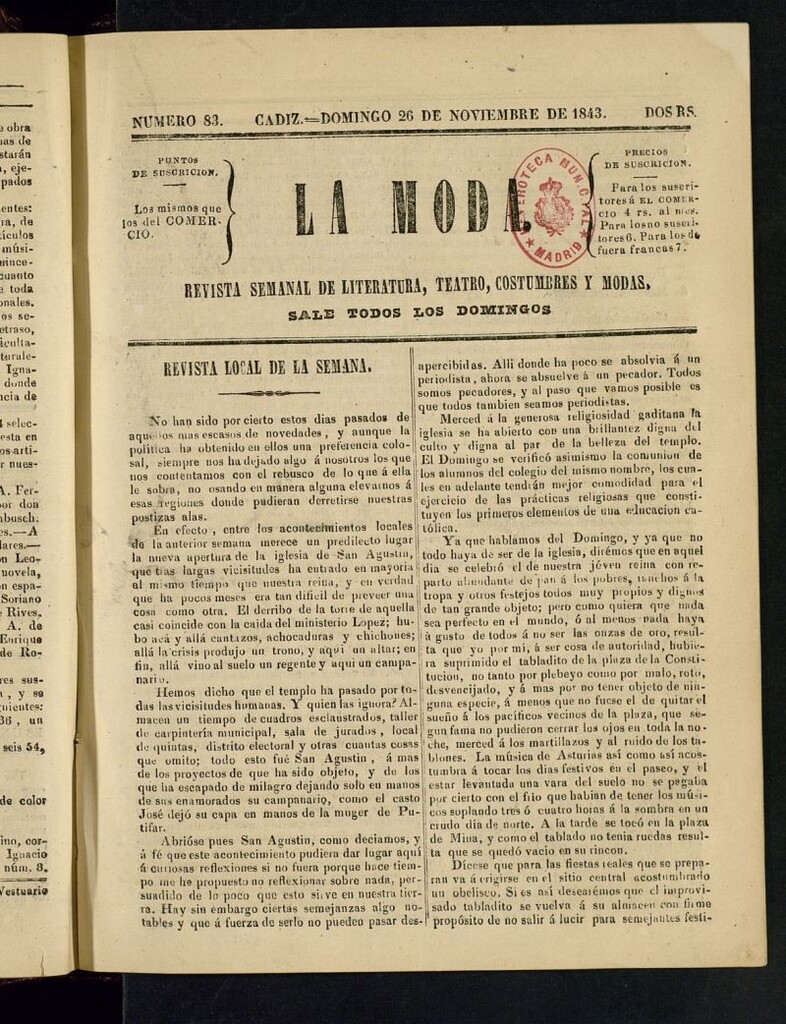 NUMERO 83. CADIZ.=DOMINGO 26 DE NOVIEMBRE DE 1843. DOS RS.
PUNTOS
DE SUSCRICION.
Los mismos que
los del COMER-
CIO.
LA MODA.
PRECIOS
DE SUSCRICION.
Para los suscri-
tores á EL COMER-
CIO 4 rs. al mes.
Para los no suscri-
tores 6. Para los de
fuera francas 7.
HEMEROTECA MUNICIPAL
MADRID
REVISTA SEMANAL DE LITERATURA, TEATRO, COSTUMBRES Y MODAS.
SALE TODOS LOS DOMINGOS
REVISTA LOCAL DE LA SEMANA.
No han sido por cierto estos dias pasados de
aquellos mas escasos de novedades, y aunque la
política ha obtenido en ellos una preferencia colo-
sal, siempre nos ha dejado algo á nosotros los que
nos contentamos con el rebusco de lo que á ella
le sobra, no osando en manera alguna elevarnos á
esas regiones donde pudieran derretirse nuestras
postizas alas.
En efecto, entre los acontecimientos locales
de la anterior semana merece un predilecto lugar
la nueva apertura de la iglesia de San Agustin,
que tras largas vicisitudes ha entrado en mayoría
al mismo tiempo que nuestra reina, y en verdad
que ha pocos meses era tan dificil de preveer una
cosa como otra. El derribo de la torre de aquella
casi coincide con la caida del ministerio Lopez; hu-
bo acá y allá cantazos, achocaduras y chichones;
allá la crisis produjo un trono, y aquí un altar; en
fin, allá vino al suelo un regente y aqui un campa-
nario.
Hemos dicho que el templo ha pasado por to-
das las vicisitudes humanas. Y quien las ignora? Al-
macen un tiempo de cuadros esclaustrados, taller
de carpintería municipal, sala de jurados, local
de quintas, distrito electoral y otras cuantas cosas
que omito; todo esto fué San Agustin, á mas
de los proyectos de que ha sido objeto, y de los
que ha escapado de milagro dejando solo en manos
de sus enamorados su campanario, como el casto
José dejó su capa en manos de la muger de Pu-
tifar.
Abrióse pues San Agustin, como deciamos, y
á fé que este acontecimiento pudiera dar lugar aquí
á curiosas reflexiones si no fuera porque hace tiem-
po me he propuesto no reflexionar sobre nada, per-
suadido de lo poco que esto sirve en nuestra tier-
ra. Hay sin embargo ciertas semejanzas algo no-
tables y que á fuerza de serlo no pueden pasar des-
apercibidas. Alli donde ha poco se absolvia á un
periodista, ahora se absuelve á un pecador. Todos
somos pecadores, y al paso que vamos posible es
que todos tambien seamos periodistas.
Merced á la generosa religiosidad gaditana la
iglesia se ha abierto con una brillantez digna del
culto y digna al par de la belleza del templo.
El Domingo se verificó asimismo la comunion de
los alumnos del colegio del mismo nombre, los cua-
les en adelante tendrán mejor comodidad para el
ejercicio de las prácticas religiosas que consti-
tuyen los primeros elementos de una educacion ca-
tólica.
Ya que hablamos del Domingo, y ya que no
todo haya de ser de la iglesia, dirémos que en aquel
dia se celebró el de nuestra jóven reina con re-
parto abundante de pan á los pobres, ranchos á la
tropa y otros festejos todos muy propios y dignos
de tan grande objeto; pero como quiera que nada
sea perfecto en el mundo, ó al menos nada haya
á gusto de todos á no ser las onzas de oro, resul-
ta que yo por mí, á ser cosa de autoridad, hubie-
ra suprimido el tabladito de la plaza de la Consti-
tucion, no tanto por plebeyo como por malo, roto,
desvencijado, y á mas por no tener objeto de nin-
guna especie, á menos que no fuese el de quitar el
sueño á los pacíficos vecinos de la plaza, que se-
gun fama no pudieron cerrar los ojos en toda la no-
che, merced á los martillazos y al ruido de los ta-
blones. La música de Asturias así como así acos-
tumbra á tocar los dias festivos en el paseo, y el
estar levantada una vara del suelo no se pegaba
por cierto con el frio que habian de tener los músi-
cos soplando tres ó cuatro horas á la sombra en un
crudo dia de norte. A la tarde se tocó en la plaza
de Mina, y como el tablado no tenia ruedas resul-
ta que se quedó vacio en su rincon.
Dícese que para las fiestas reales que se prepa-
ran va á erigirse en el sitio central acostumbrado
un obelisco. Si es así desearémos que el improvi-
sado tabladito se vuelva á su almacen con firme
propósito de no salir á lucir para semejantes festi-